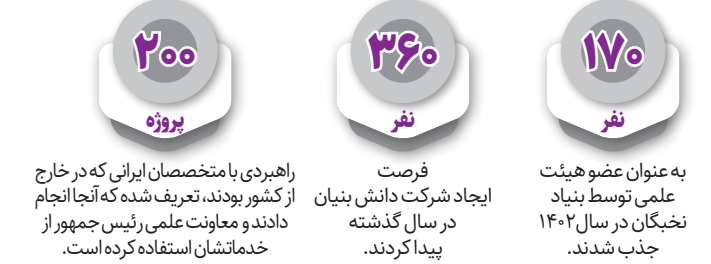 ۱۷۰
نفر
به عنوان عضو هیئت
علمی توسط بنیاد
نخبگان در سال۱۴۰۲
جذب شدند.
۳۶۰
نفر
فرصت
ایجاد شرکت دانش بنیان
در سال گذشته
پیدا کردند.
۲۰۰
پروژه
راهبردی با متخصصان ایرانی که در خارج
از کشور بودند، تعریف شده که آنجا انجام
دادند و معاونت علمی رئیس جمهور از
خدماتشان استفاده کرده است.